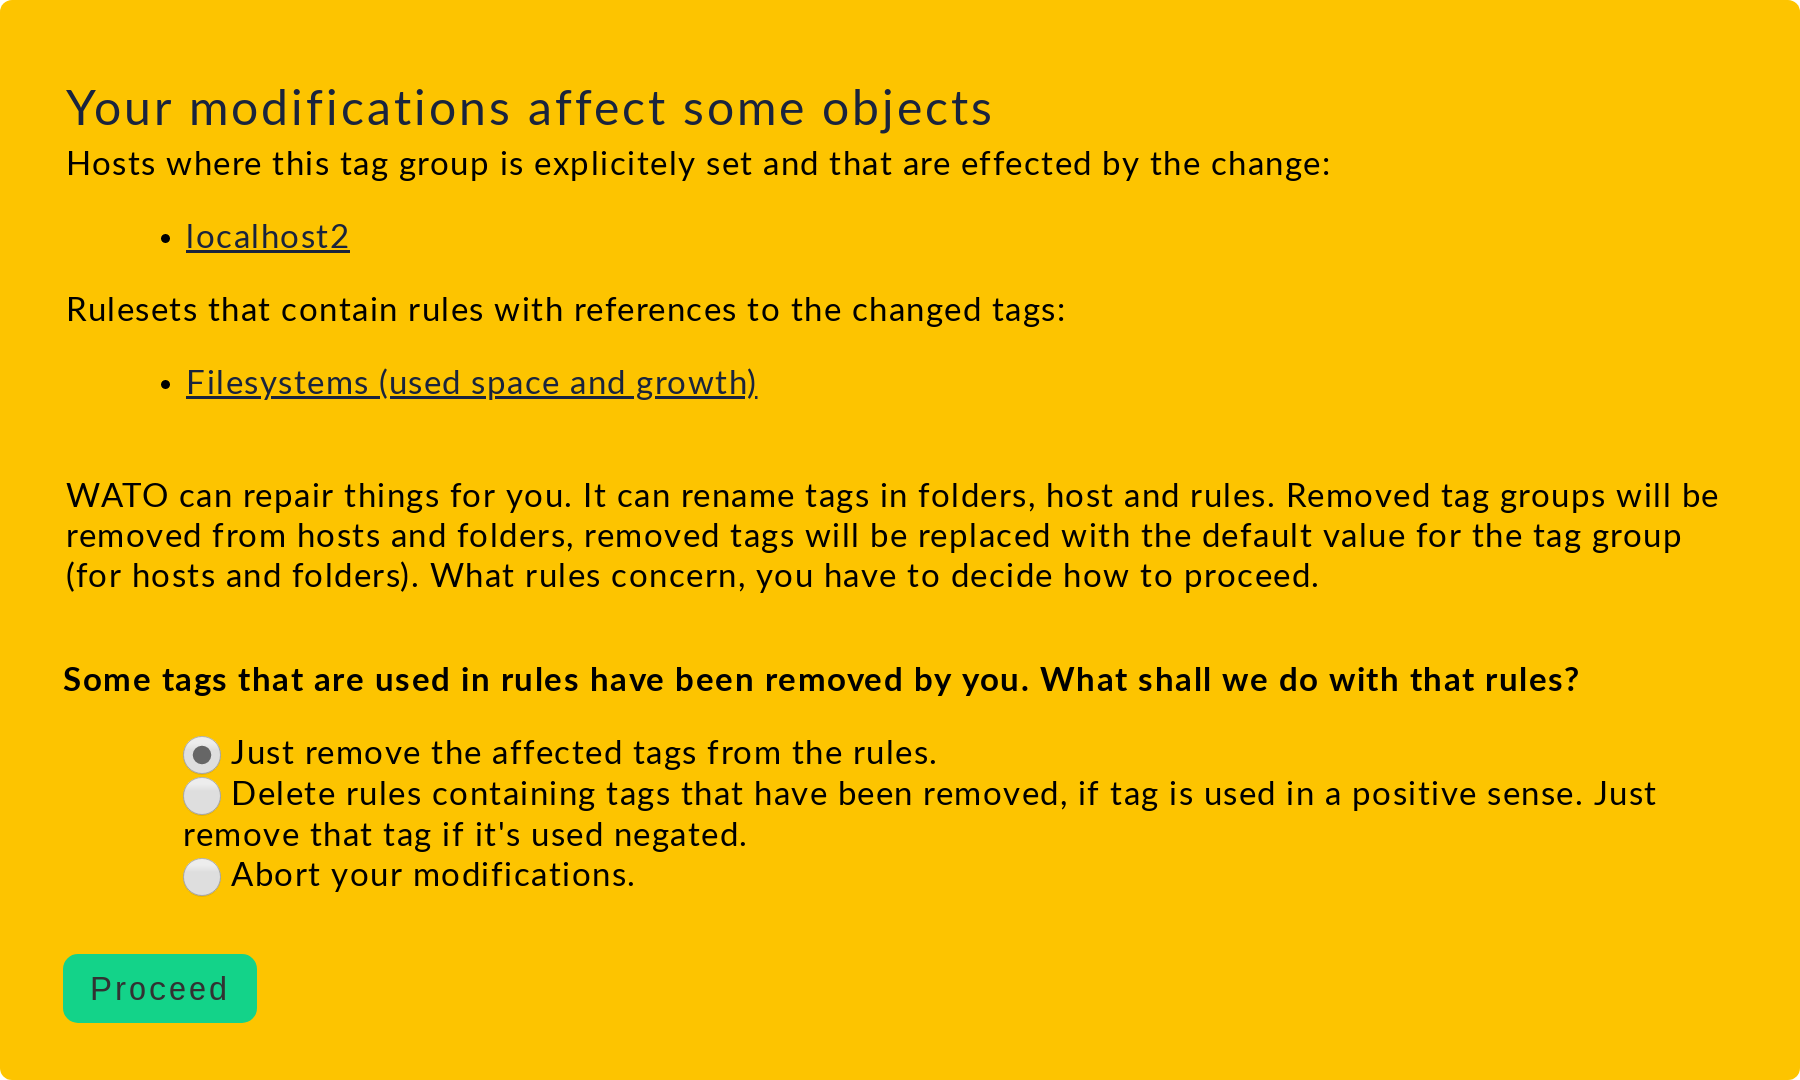 Your modifications affect some objects
Hosts where this tag group is explicitely set and that are effected by the change:
• localhost2
Rulesets that contain rules with references to the changed tags:
• Filesystems (used space and growth)
WATO can repair things for you. It can rename tags in folders, host and rules. Removed tag groups will be
removed from hosts and folders, removed tags will be replaced with the default value for the tag group
(for hosts and folders). What rules concern, you have to decide how to proceed.
Some tags that are used in rules have been removed by you. What shall we do with that rules?
Just remove the affected tags from the rules.
Delete rules containing tags that have been removed, if tag is used in a positive sense. Just
remove that tag if it's used negated.
Abort your modifications.
Proceed